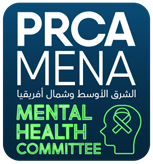 PRCA
MENA
الشرق الأوسط وشمال أفريقيا
MENTAL
HEALTH
COMMITTEE